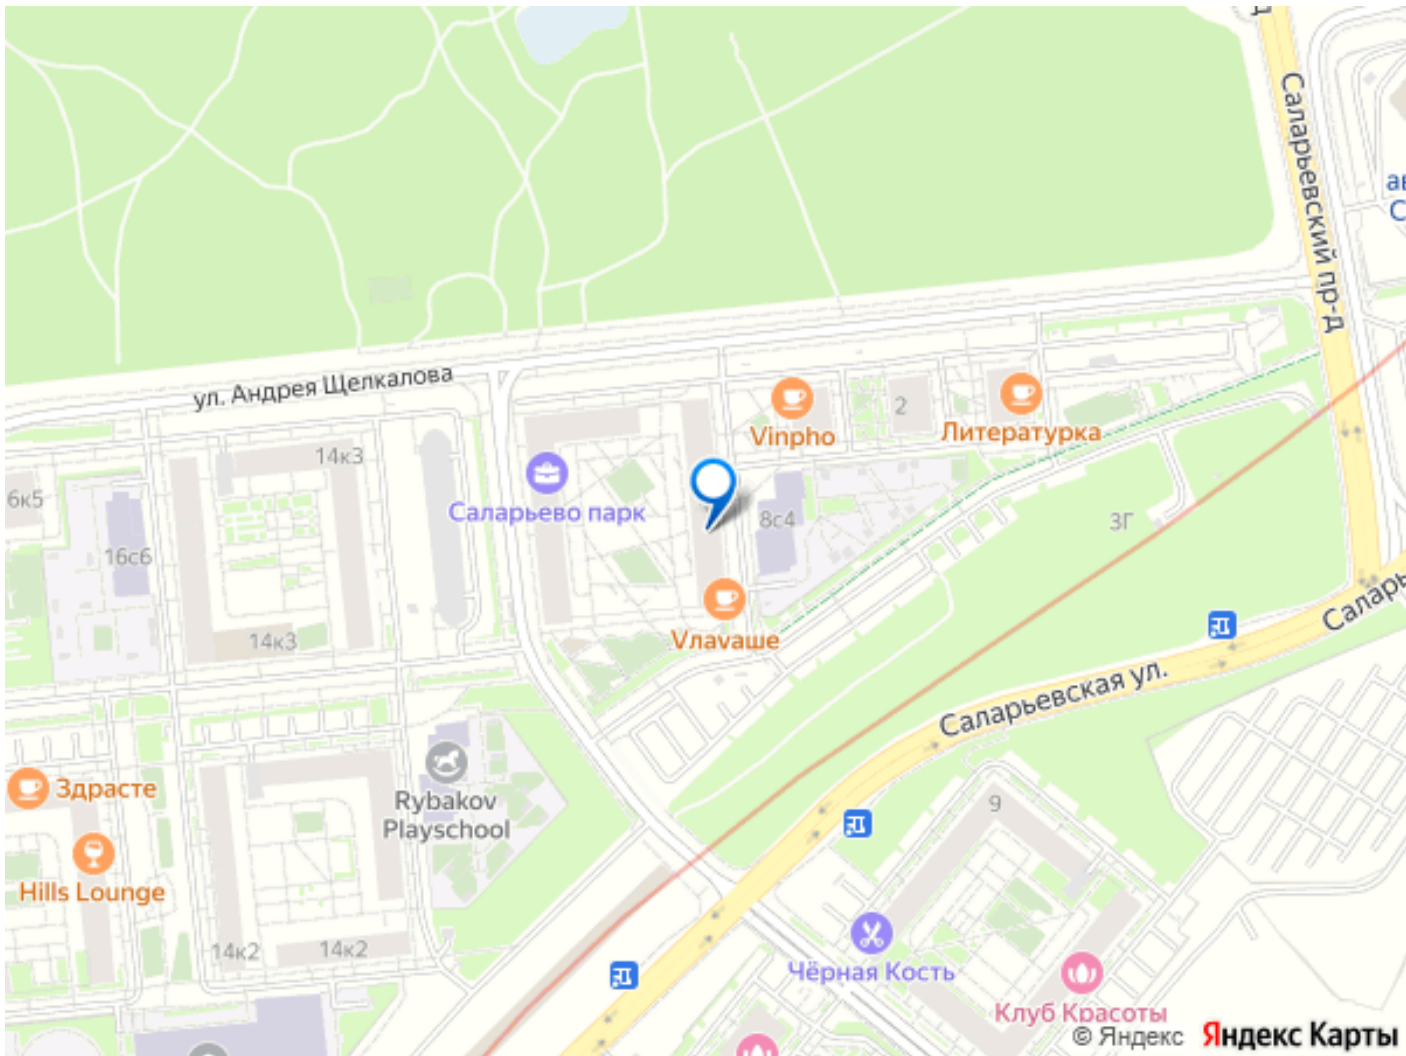 Саларьевский пр-д
ул. Андрея Щелкалова
Vinpho
2
Литературка
14к3
Саларьево парк
6к5
8с4
3Г
16с6
14к3
Vлаvаше
Саларьевская ул.
Здрасте
Rybakov
Playschool
9
Hills Lounge
14к2
14к2
Чёрная Кость
Клуб Красоты
© Яндекс Яндекс Карты